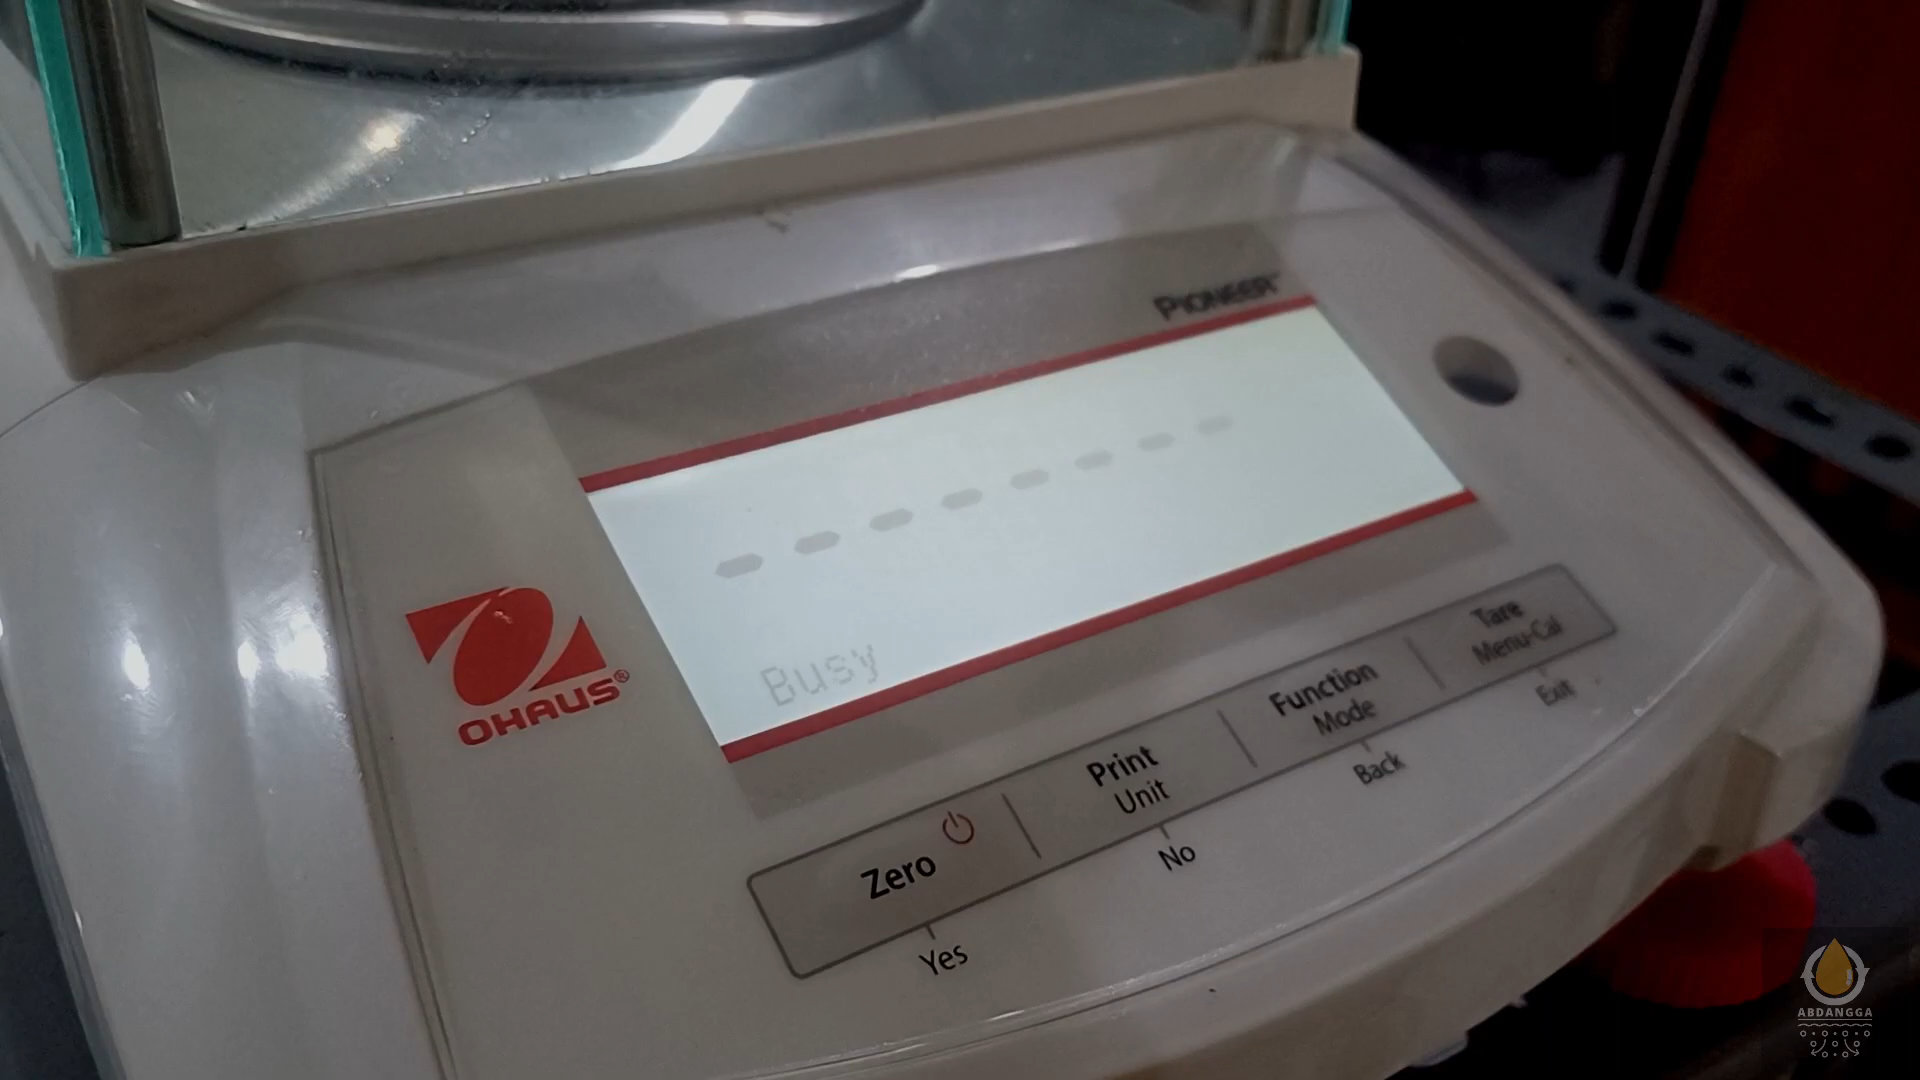 PIONEER
--------
Busy
OHAUS®
Zero
Print
Unit
Function
Mode
Tare
Menu-Cal
Yes
No
Back
Exit
ABDANGGA